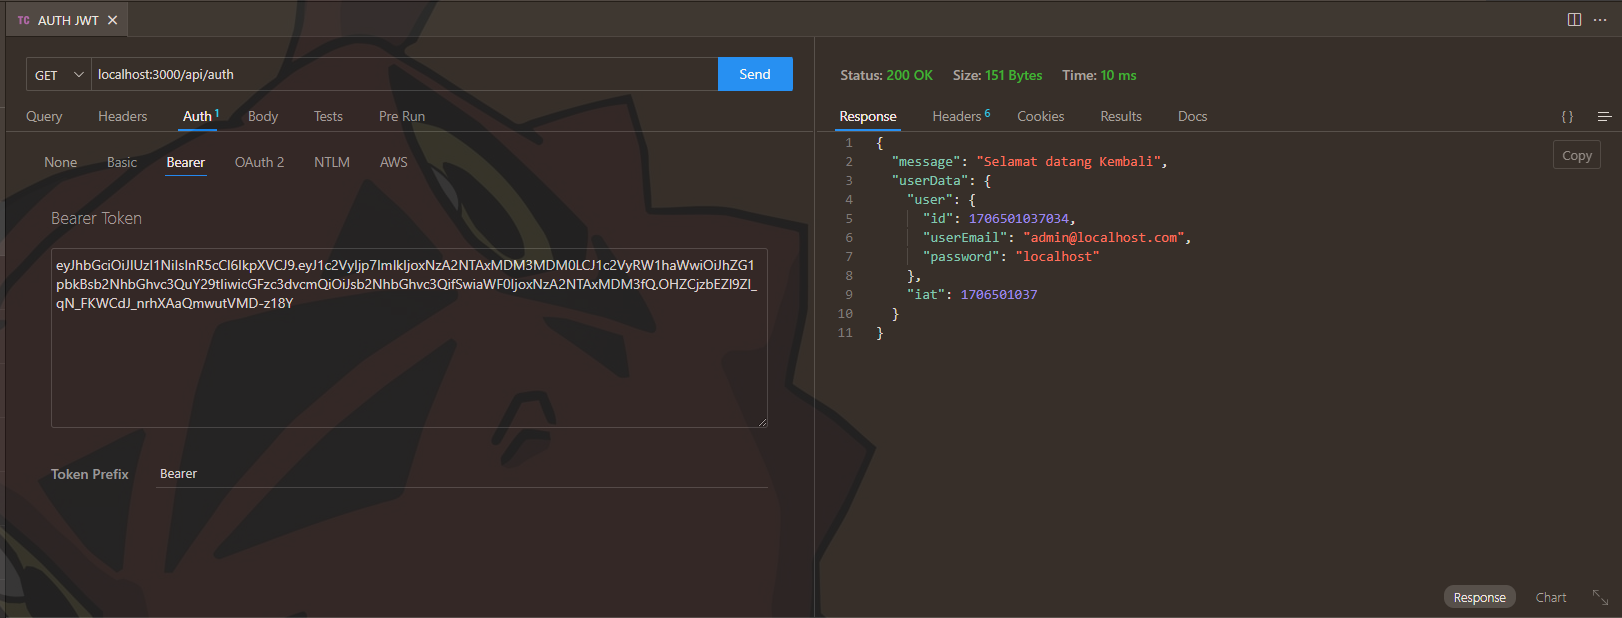 TC AUTH JWT
GET localhost:3000/api/auth Send
Query Headers Auth 1 Body Tests Pre Run
None Basic Bearer OAuth 2 NTLM AWS
Bearer Token
eyJhbGciOiJIUzI1NiIsInR5cCI6IkpXVCJ9.eyJ1c2VyIjp7ImlkIjoxNzA2NTAxMDM3MDM0LCJ1c2VyRW1haWwiOiJhZG1
pbkBsb2NhbGhvc3QuY29tIiwicGFzc3dvcmQiOiJsb2NhbGhvc3QifSwiaWF0IjoxNzA2NTAxMDM3fQ.OHZCjzbEZI9ZI_
qN_FKWCdJ_nrhXAaQmwutVMD-z18Y
Token Prefix Bearer
Status: 200 OK Size: 151 Bytes Time: 10 ms
Response Headers 6 Cookies Results Docs {}
1 {
2 "message": "Selamat datang Kembali",
3 "userData": {
4 "user": {
5 "id": 1706501037034,
6 "userEmail": "admin@localhost.com",
7 "password": "localhost"
8 },
9 "iat": 1706501037
10 }
11 }
Copy
Response Chart